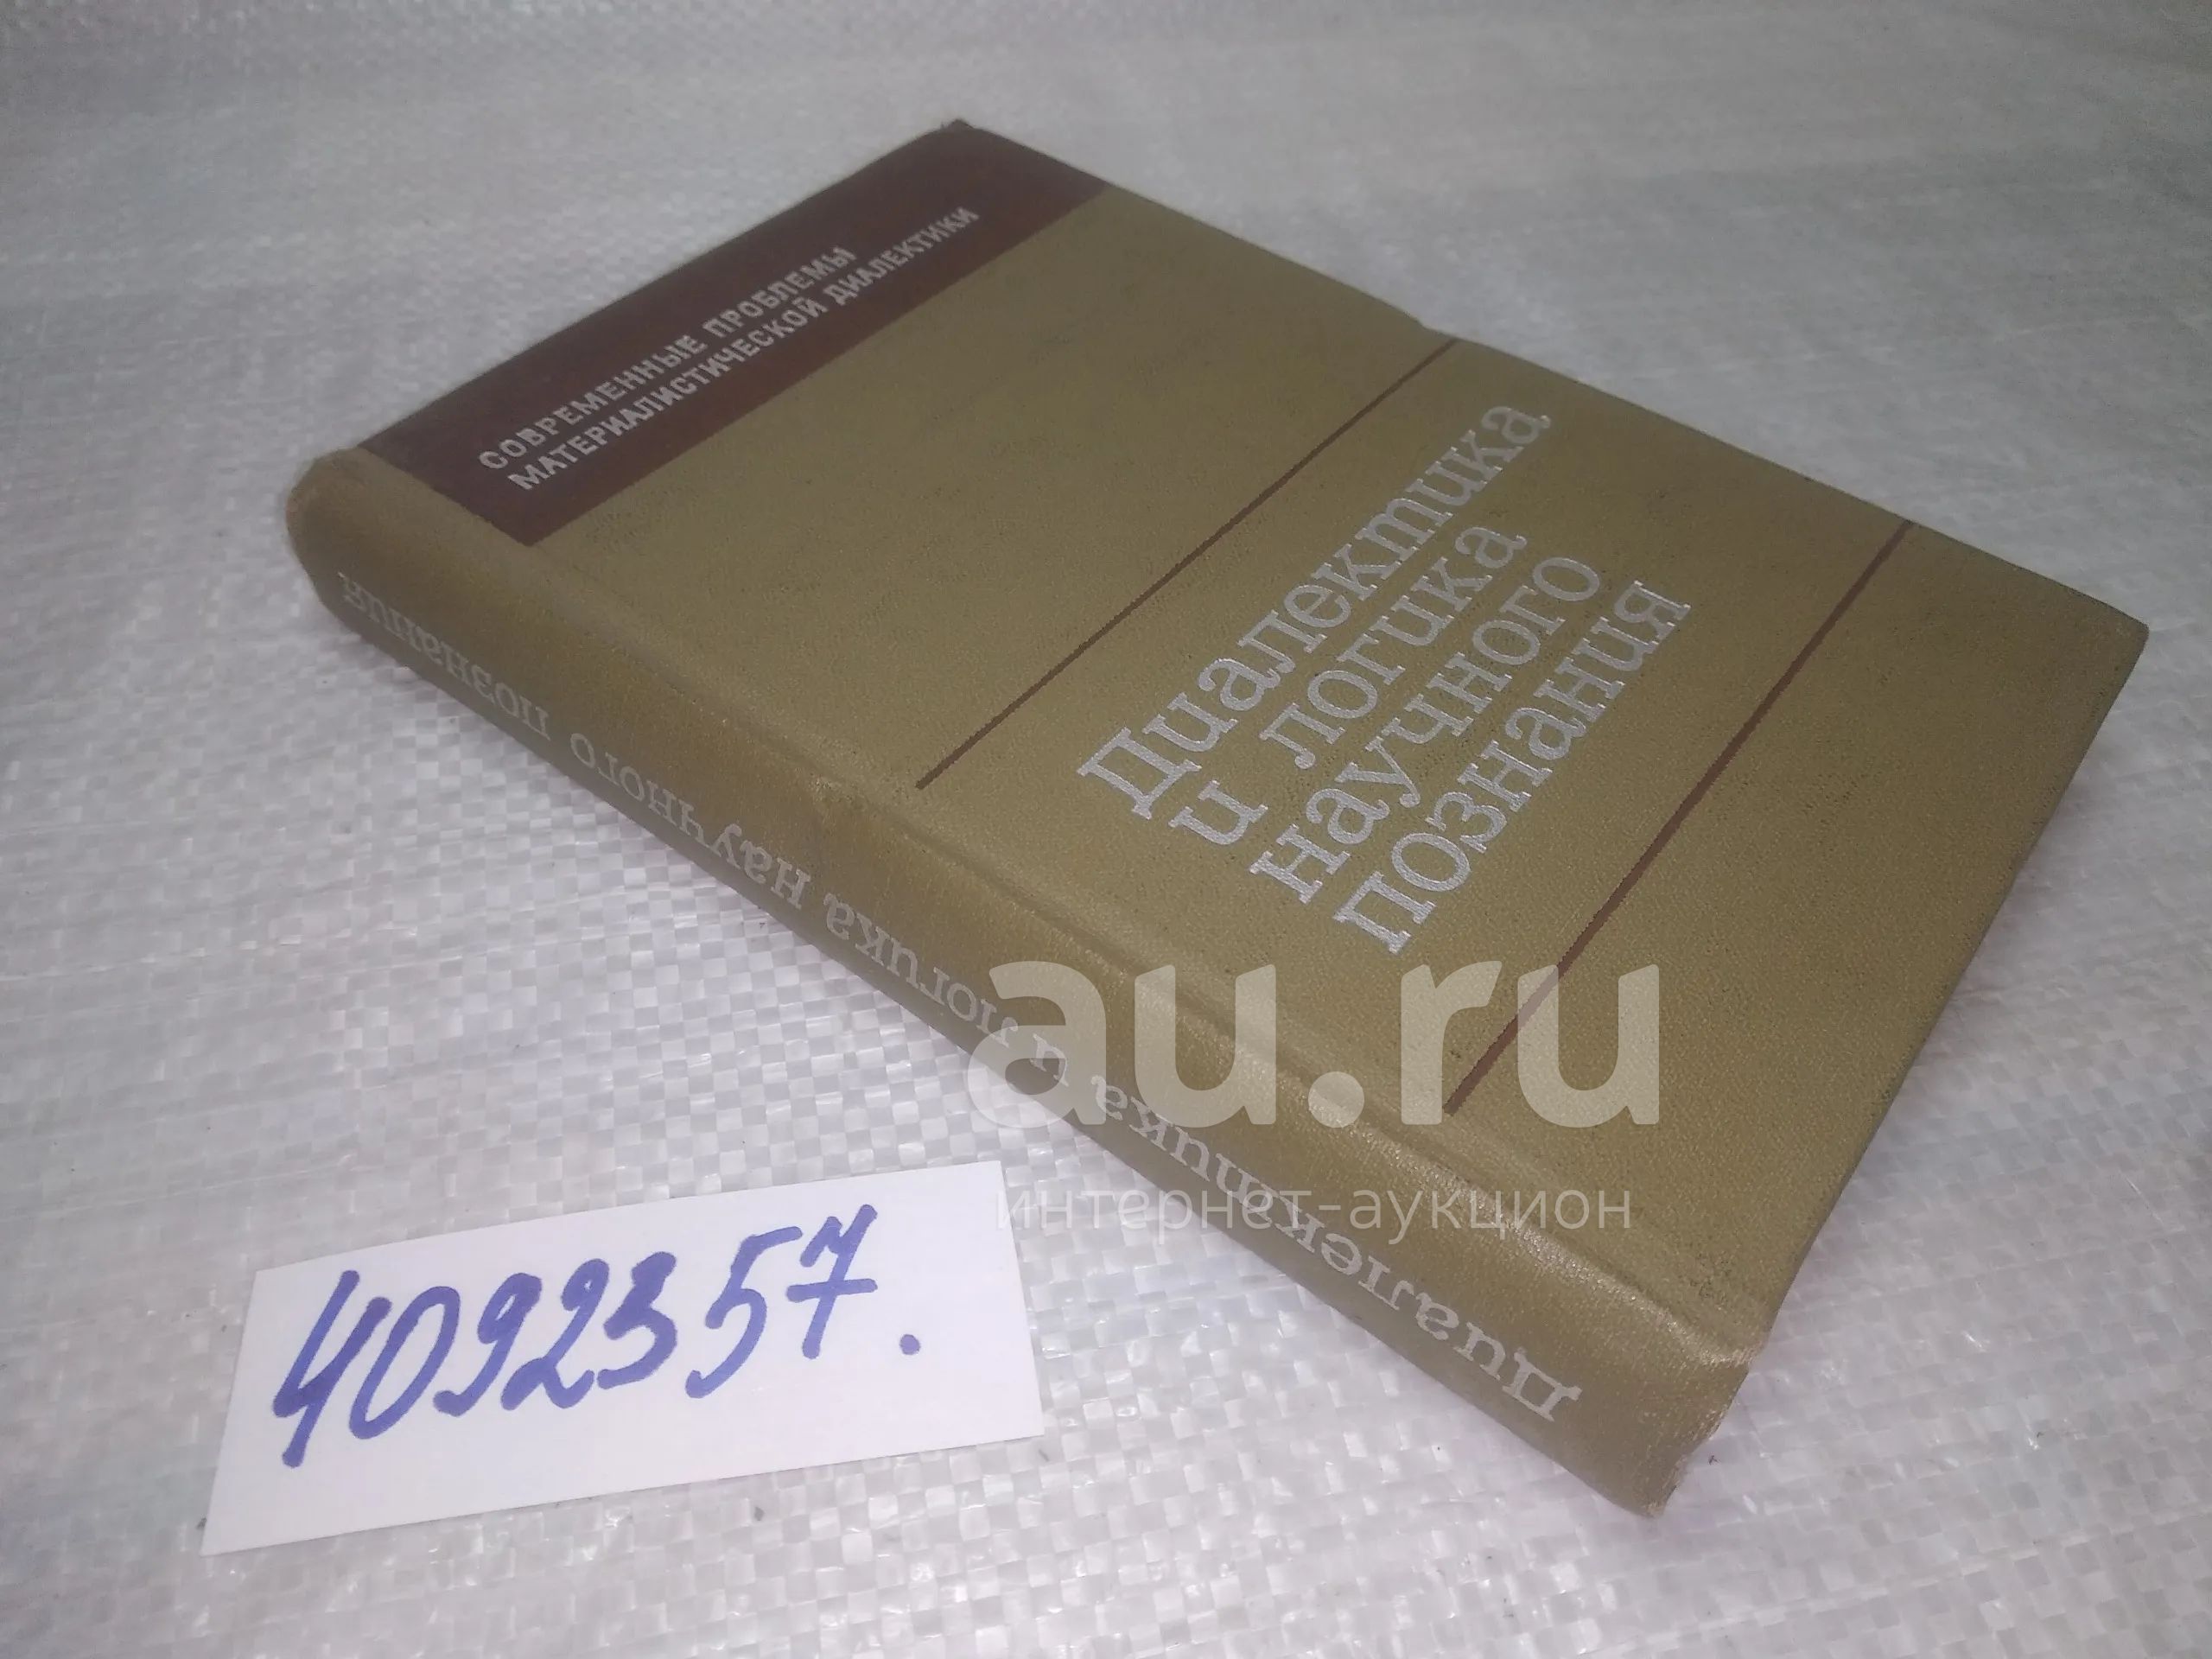 СОВРЕМЕННЫЕ ПРОБЛЕМЫ
МАТЕРИАЛИСТИЧЕСКОЙ ДИАЛЕКТИКИ
Диалектика
и логика
научного
познания
Диалектика и логика научного познания
au.ru
интернет-аукцион
4092357.